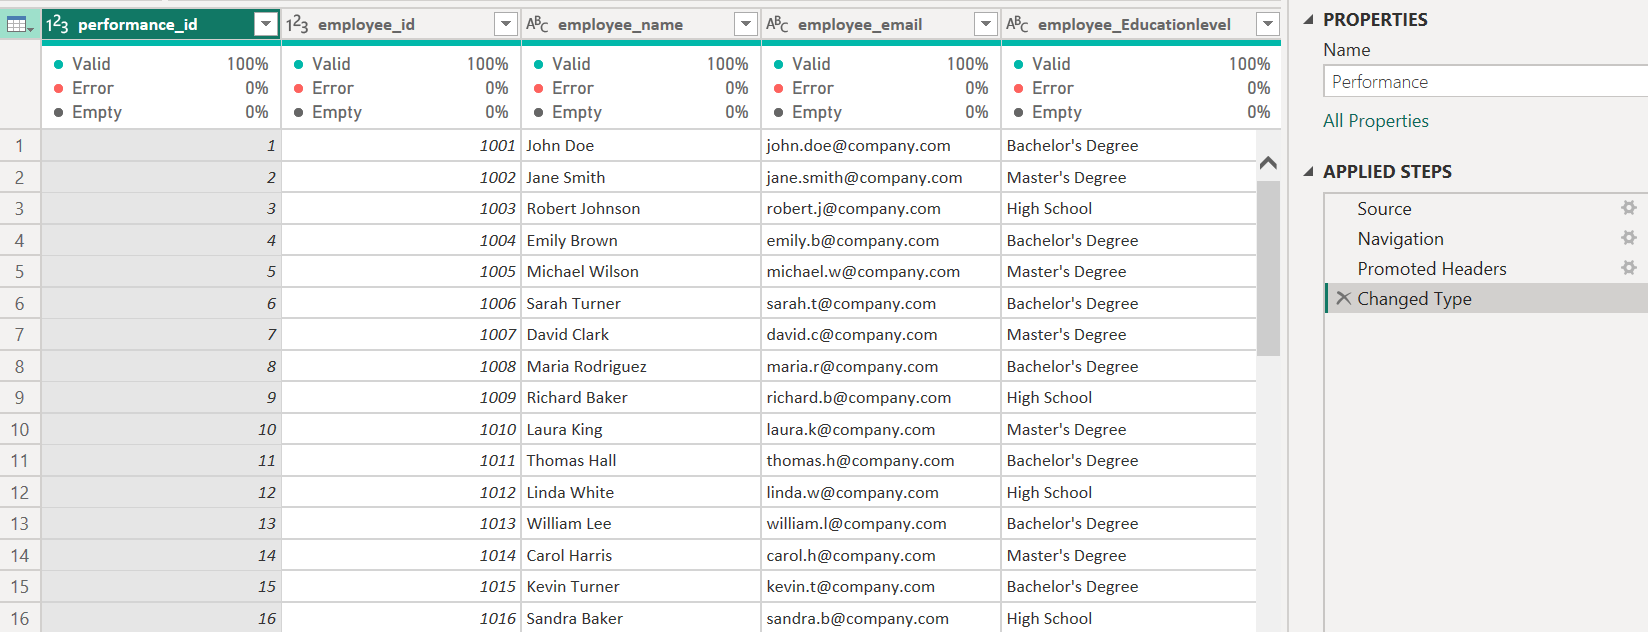 123 performance_id 123 employee_id ABC employee_name ABC employee_email ABC employee_Educationlevel
Valid 100% Valid 100% Valid 100% Valid 100% Valid 100%
Error 0% Error 0% Error 0% Error 0% Error 0%
Empty 0% Empty 0% Empty 0% Empty 0% Empty 0%
1 1 1001 John Doe john.doe@company.com Bachelor's Degree
2 2 1002 Jane Smith jane.smith@company.com Master's Degree
3 3 1003 Robert Johnson robert.j@company.com High School
4 4 1004 Emily Brown emily.b@company.com Bachelor's Degree
5 5 1005 Michael Wilson michael.w@company.com Master's Degree
6 6 1006 Sarah Turner sarah.t@company.com Bachelor's Degree
7 7 1007 David Clark david.c@company.com Master's Degree
8 8 1008 Maria Rodriguez maria.r@company.com Bachelor's Degree
9 9 1009 Richard Baker richard.b@company.com High School
10 10 1010 Laura King laura.k@company.com Master's Degree
11 11 1011 Thomas Hall thomas.h@company.com Bachelor's Degree
12 12 1012 Linda White linda.w@company.com High School
13 13 1013 William Lee william.l@company.com Bachelor's Degree
14 14 1014 Carol Harris carol.h@company.com Master's Degree
15 15 1015 Kevin Turner kevin.t@company.com Bachelor's Degree
16 16 1016 Sandra Baker sandra.b@company.com High School
PROPERTIES
Name
Performance
All Properties
APPLIED STEPS
Source
Navigation
Promoted Headers
Changed Type